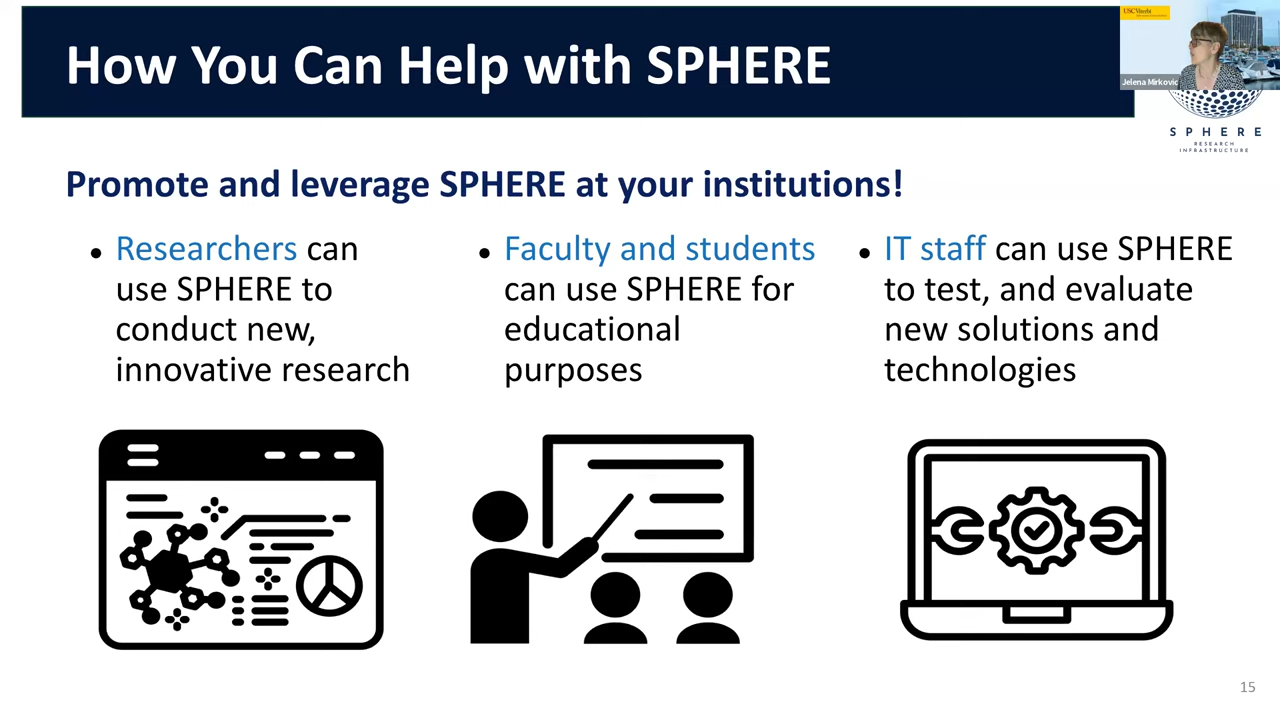 How You Can Help with SPHERE
USC Viterbi
Jelena Mirkovic
SPHERE
RESEARCH
INFRASTRUCTURE
Promote and leverage SPHERE at your institutions!
● Researchers can
use SPHERE to
conduct new,
innovative research
● Faculty and students
can use SPHERE for
educational
purposes
● IT staff can use SPHERE
to test, and evaluate
new solutions and
technologies
15